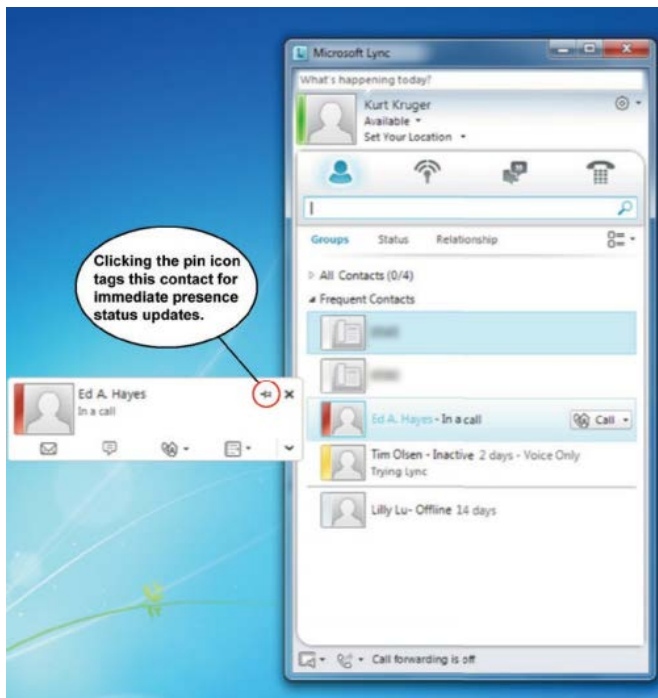 Microsoft Lync
What's happening today?
Kurt Kruger
Available
Set Your Location
Groups Status Relationship
All Contacts (0/4)
Frequent Contacts
Clicking the pin icon
tags this contact for
immediate presence
status updates.
Ed A. Hayes
In a call
Ed A. Hayes - In a call
Call
Tim Olsen - Inactive 2 days - Voice Only
Trying Lync
Lilly Lu- Offline 14 days
Call forwarding is off